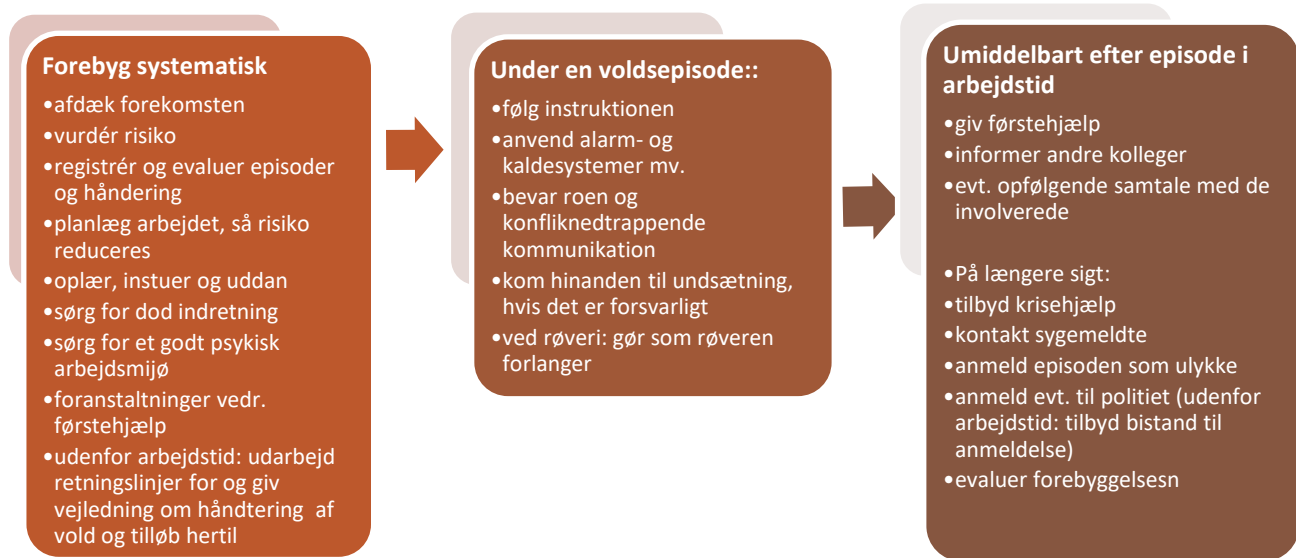 Forebyg systematisk
•afdæk forekomsten
•vurdér risiko
•registrér og evaluer episoder
og håndering
•planlæg arbejdet, så risiko
reduceres
•oplær, instuer og uddan
•sørg for dod indretning
•sørg for et godt psykisk
arbejdsmijø
•foranstaltninger vedr.
førstehjælp
•udenfor arbejdstid: udarbejd
retningslinjer for og giv
vejledning om håndtering af
vold og tilløb hertil
Under en voldsepisode::
•følg instruktionen
•anvend alarm- og
kaldesystemer mv.
•bevar roen og
konfliknedtrappende
kommunikation
•kom hinanden til undsætning,
hvis det er forsvarligt
•ved røveri: gør som røveren
forlanger
Umiddelbart efter episode i
arbejdstid
•giv førstehjælp
•informer andre kolleger
•evt. opfølgende samtale med de
involverede
•På længere sigt:
•tilbyd krisehjælp
•kontakt sygemeldte
•anmeld episoden som ulykke
•anmeld evt. til politiet (udenfor
arbejdstid: tilbyd bistand til
anmeldelse)
•evaluer forebyggelsesn